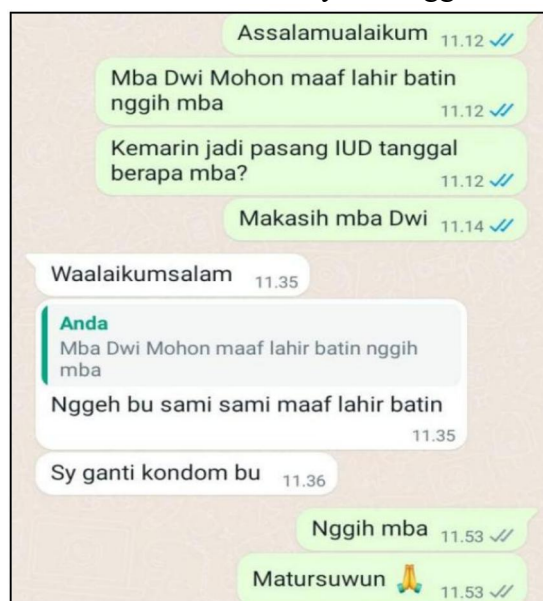 Assalamualaikum 11.12
Mba Dwi Mohon maaf lahir batin
nggih mba 11.12
Kemarin jadi pasang IUD tanggal
berapa mba? 11.12
Makasih mba Dwi 11.14
Waalaikumsalam 11.35
Anda
Mba Dwi Mohon maaf lahir batin nggih
mba
Nggeh bu sami sami maaf lahir batin
11.35
Sy ganti kondom bu 11.36
Nggih mba 11.53
Matursuwun 🙏 11.53